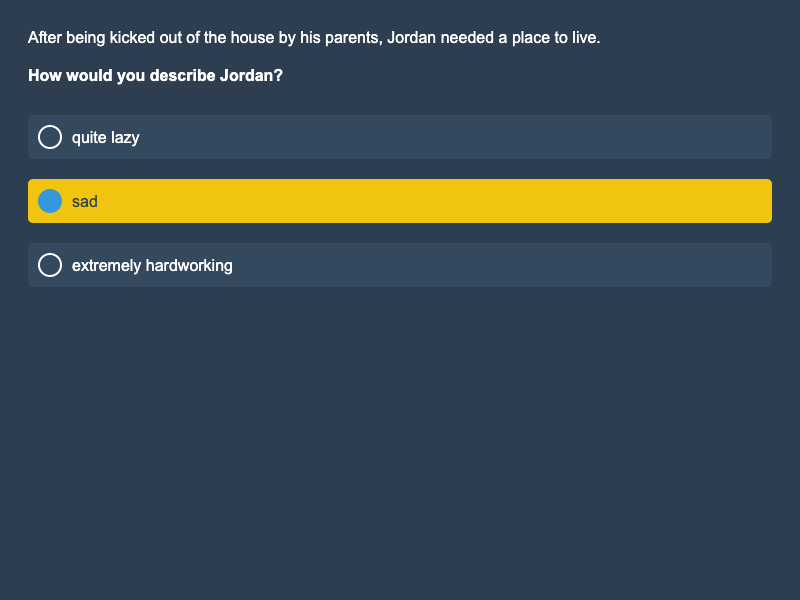 After being kicked out of the house by his parents, Jordan needed a place to live.
How would you describe Jordan?
quite lazy
sad
extremely hardworking